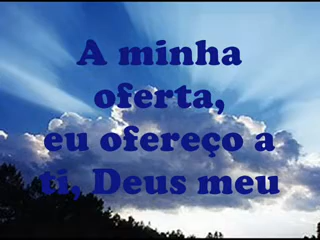 A minha
oferta,
eu ofereço a
ti, Deus meu